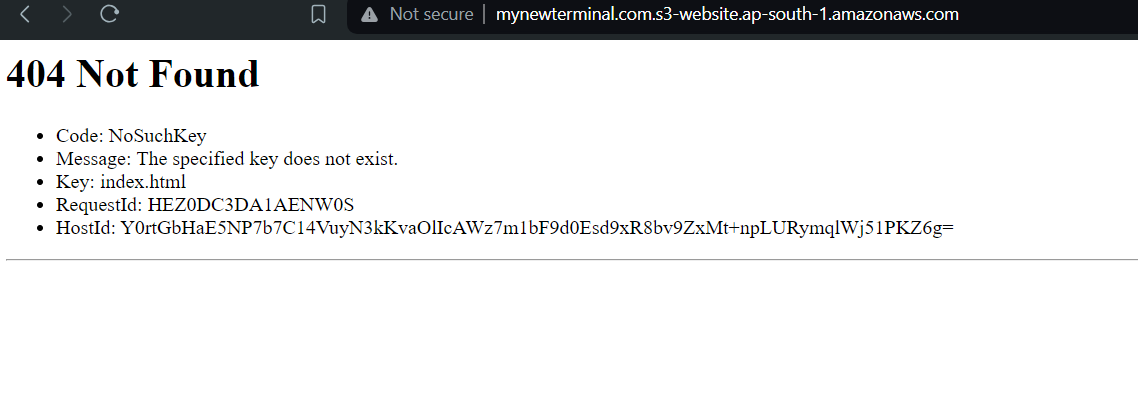 Not secure | mynewterminal.com.s3-website.ap-south-1.amazonaws.com
404 Not Found
• Code: NoSuchKey
• Message: The specified key does not exist.
• Key: index.html
• RequestId: HEZ0DC3DA1AENW0S
• HostId: Y0rtGbHaE5NP7b7C14VuyN3kKvaOlIcAWz7m1bF9d0Esd9xR8bv9ZxMt+npLURymqlWj51PKZ6g=